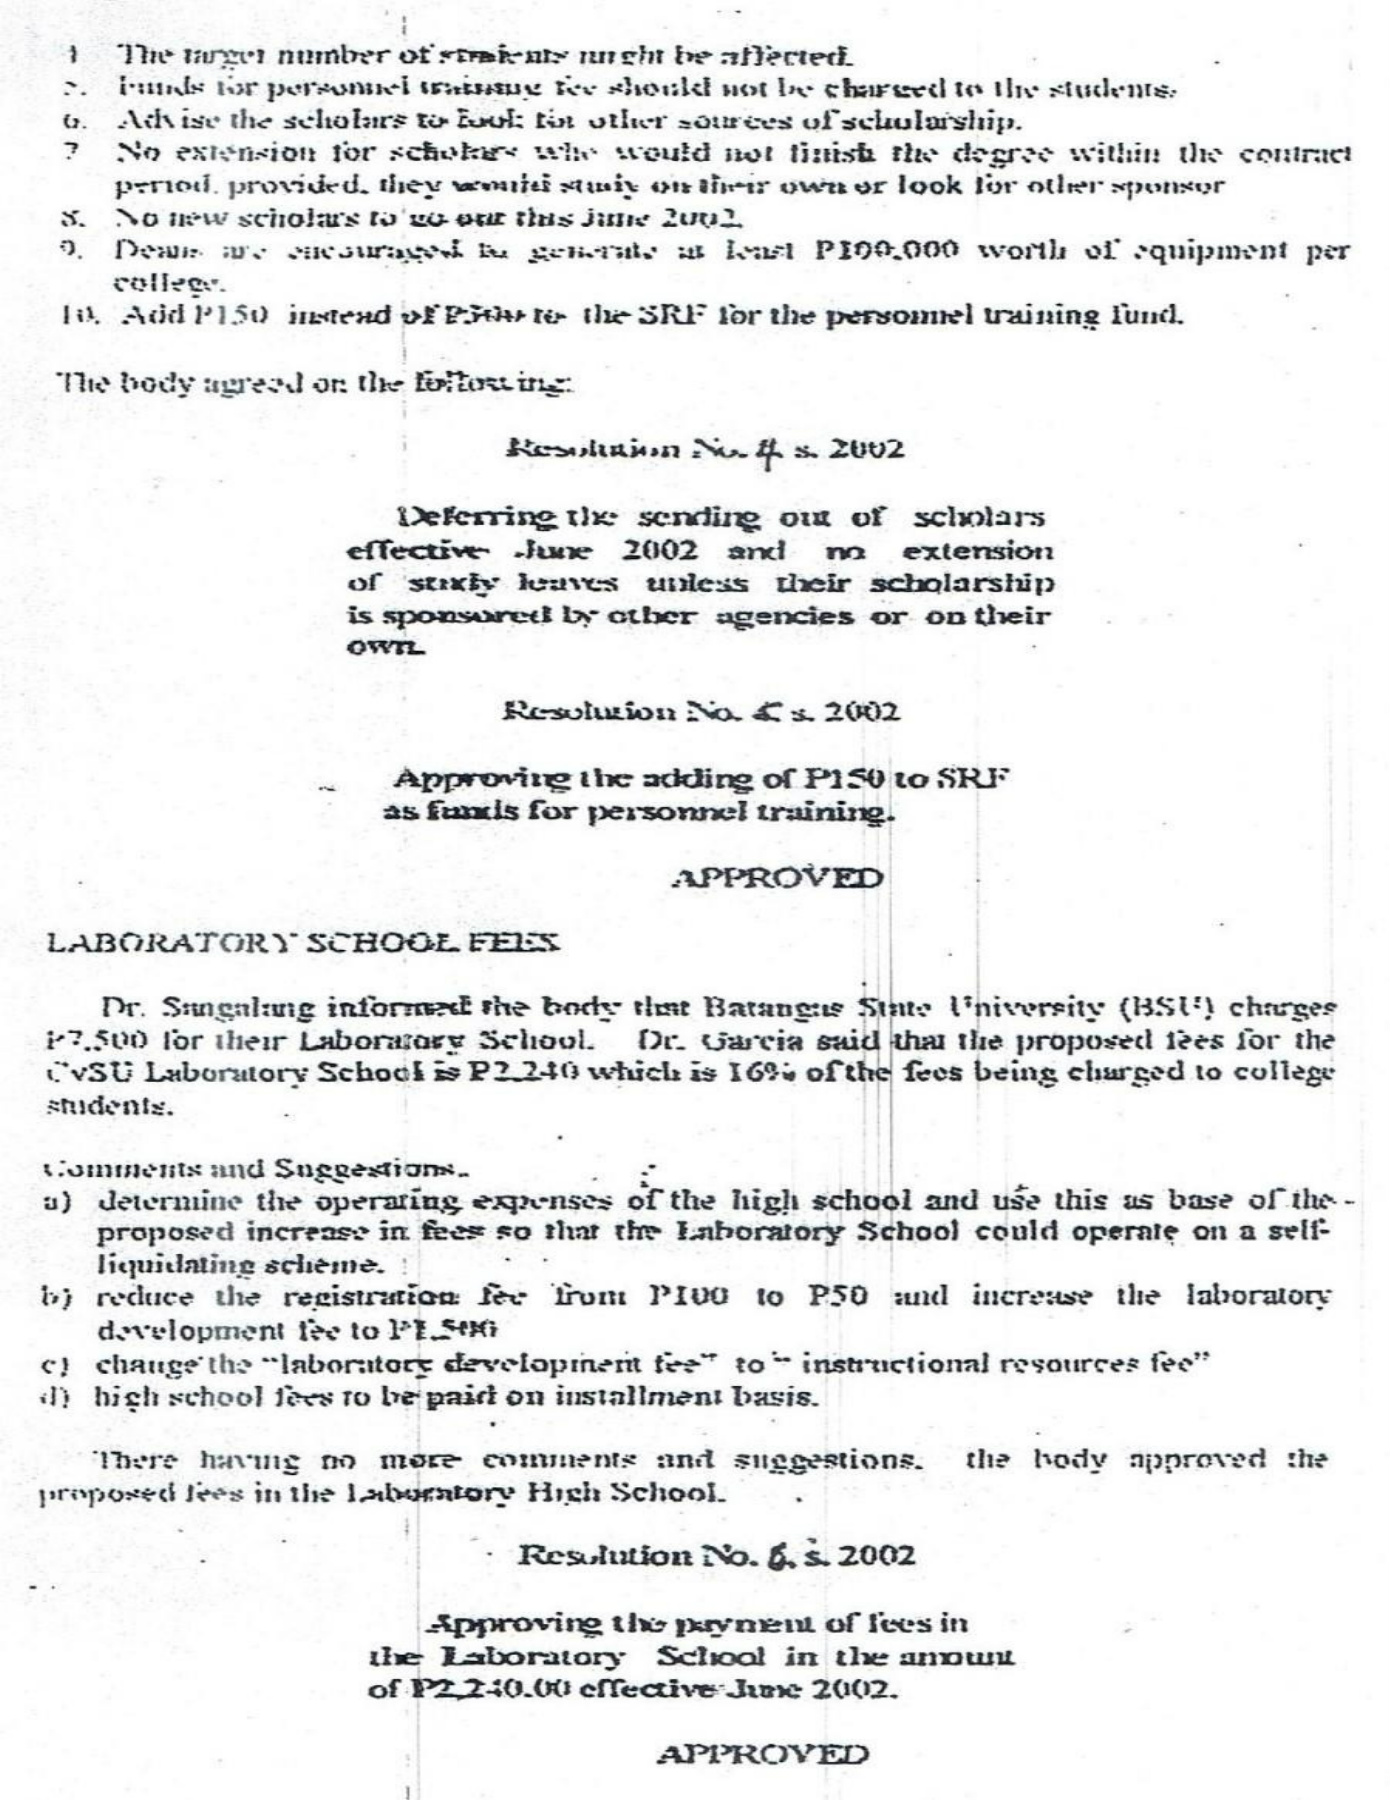 The target number of students might be affected.
Funds for personnel training fee should not be charged to the students.
6. Advise the scholars to look for other sources of scholarship.
7 No extension for scholars who would not finish the degree within the contract
period, provided, they would study on their own or look for other sponsor
8. No new scholars to go out this June 2002
9. Deans are encouraged to generate at least P100,000 worth of equipment per
college.
10. Add P150 instead of P300 to the SRF for the personnel training fund.
The body agreed on the following:
Resolution No. 4 s. 2002
Deferring the sending out of scholars
effective June 2002 and no extension
of study leaves unless their scholarship
is sponsored by other agencies or on their
own.
Resolution No. s. 2002
Approving the adding of P150 to SRF
as funds for personnel training.
APPROVED
LABORATORY SCHOOL FEES
Dr. Sangalang informed the body that Batangas State University (BSU) charges
P7,500 for their Laboratory School. Dr. Garcia said that the proposed fees for the
CvSU Laboratory School is P2,240 which is 16% of the fees being charged to college
students.
Comments and Suggestions.
a) determine the operating expenses of the high school and use this as base of the
proposed increase in fees so that the Laboratory School could operate on a self-
liquidating scheme.
b) reduce the registration fee from P100 to P50 and increase the laboratory
development fee to P1,500
c) change the "laboratory development fee" to " instructional resources fee"
d) high school fees to be paid on installment basis.
There having no more comments and suggestions, the body approved the
proposed fees in the Laboratory High School.
Resolution No. 6, s. 2002
Approving the payment of fees in
the Laboratory School in the amount
of P2,240.00 effective June 2002.
APPROVED